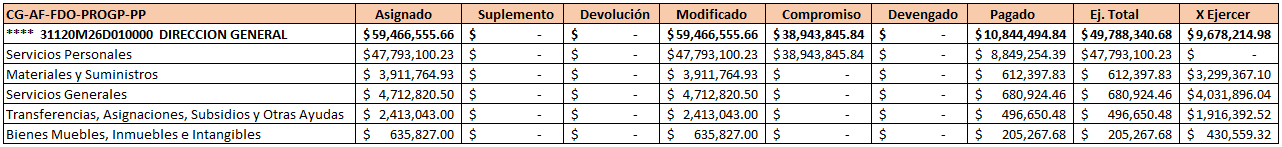 CG-AF-FDO-PROGP-PP Asignado Suplemento Devolución Modificado Compromiso Devengado Pagado Ej. Total X Ejercer
**** 31120M26D010000 DIRECCION GENERAL $59,466,555.66 $ - $ - $59,466,555.66 $38,943,845.84 $ - $10,844,494.84 $49,788,340.68 $9,678,214.98
Servicios Personales $47,793,100.23 $ - $ - $47,793,100.23 $38,943,845.84 $ - $ 8,849,254.39 $47,793,100.23 $ -
Materiales y Suministros $ 3,911,764.93 $ - $ - $ 3,911,764.93 $ - $ - $ 612,397.83 $ 612,397.83 $3,299,367.10
Servicios Generales $ 4,712,820.50 $ - $ - $ 4,712,820.50 $ - $ - $ 680,924.46 $ 680,924.46 $4,031,896.04
Transferencias, Asignaciones, Subsidios y Otras Ayudas $ 2,413,043.00 $ - $ - $ 2,413,043.00 $ - $ - $ 496,650.48 $ 496,650.48 $1,916,392.52
Bienes Muebles, Inmuebles e Intangibles $ 635,827.00 $ - $ - $ 635,827.00 $ - $ - $ 205,267.68 $ 205,267.68 $ 430,559.32